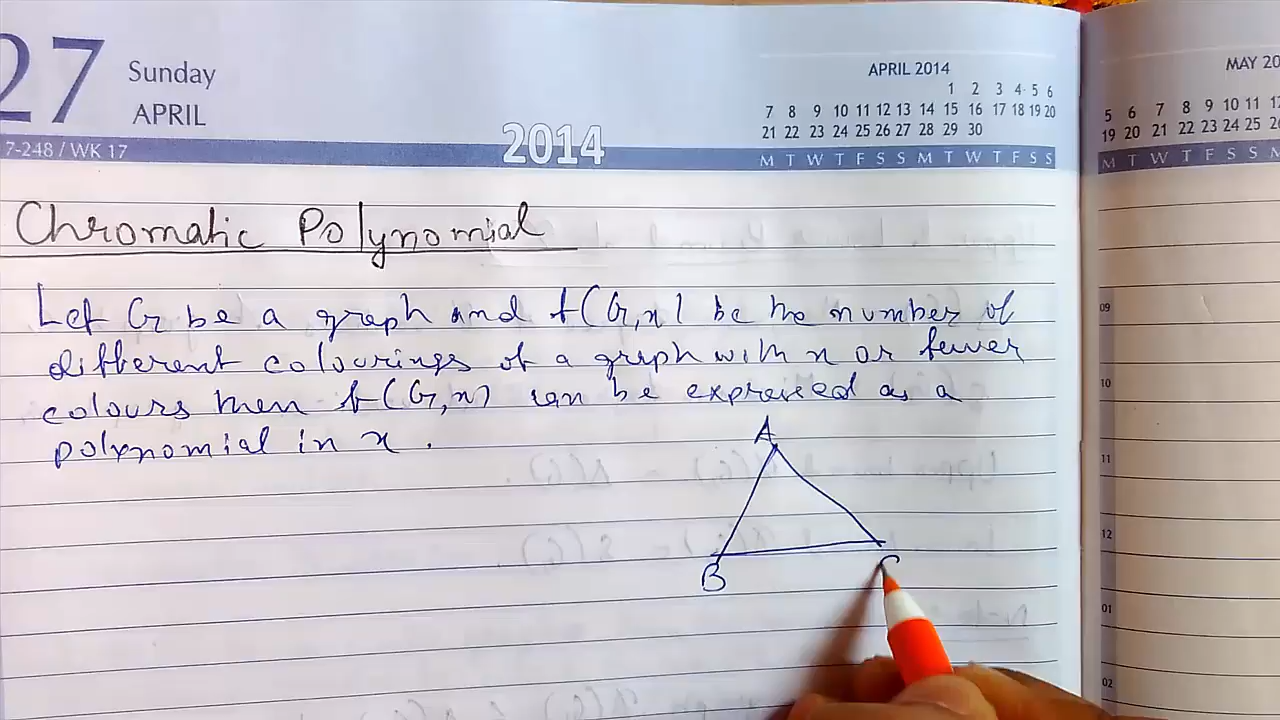 27 Sunday
APRIL
7-248 / WK 17
2014
APRIL 2014
1 2 3 4 5 6
7 8 9 10 11 12 13 14 15 16 17 18 19 20
21 22 23 24 25 26 27 28 29 30
M T W T F S S M T W T F S S
MAY 20
5 6 7 8 9 10 11 12
19 20 21 22 23 24 25 26
M T W T F S S M
Chromatic Polynomial
Let G be a graph and f(G,x) be the number of
different colourings of a graph with x or fewer
colours then f(G,x) can be expressed as a
polynomial in x.
A
B
C
09
10
11
12
01
02